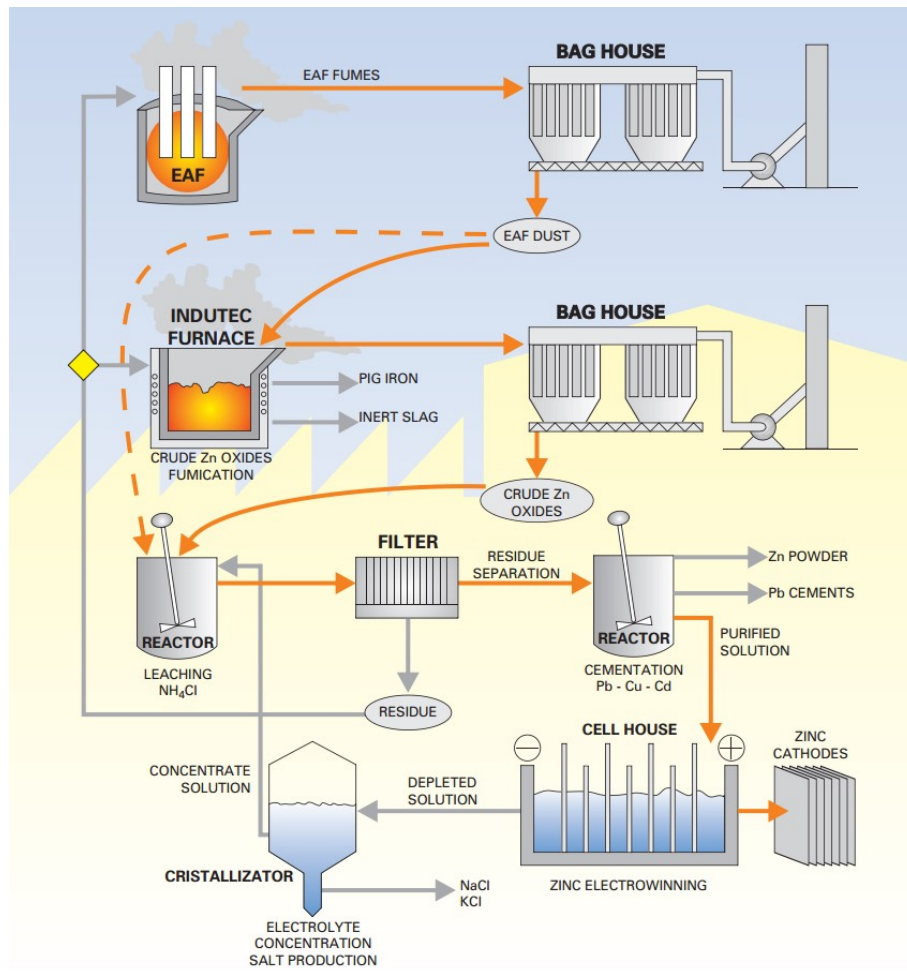 BAG HOUSE
EAF FUMES
EAF
EAF DUST
INDUTEC
FURNACE
BAG HOUSE
PIG IRON
INERT SLAG
CRUDE Zn OXIDES
FUMICATION
CRUDE Zn
OXIDES
FILTER
RESIDUE
SEPARATION
Zn POWDER
Pb CEMENTS
REACTOR
REACTOR
PURIFIED
SOLUTION
LEACHING
NH₄Cl
CEMENTATION
Pb - Cu - Cd
RESIDUE
CELL HOUSE
ZINC
CATHODES
− +
CONCENTRATE
SOLUTION
DEPLETED
SOLUTION
CRISTALLIZATOR
ZINC ELECTROWINNING
NaCl
KCl
ELECTROLYTE
CONCENTRATION
SALT PRODUCTION